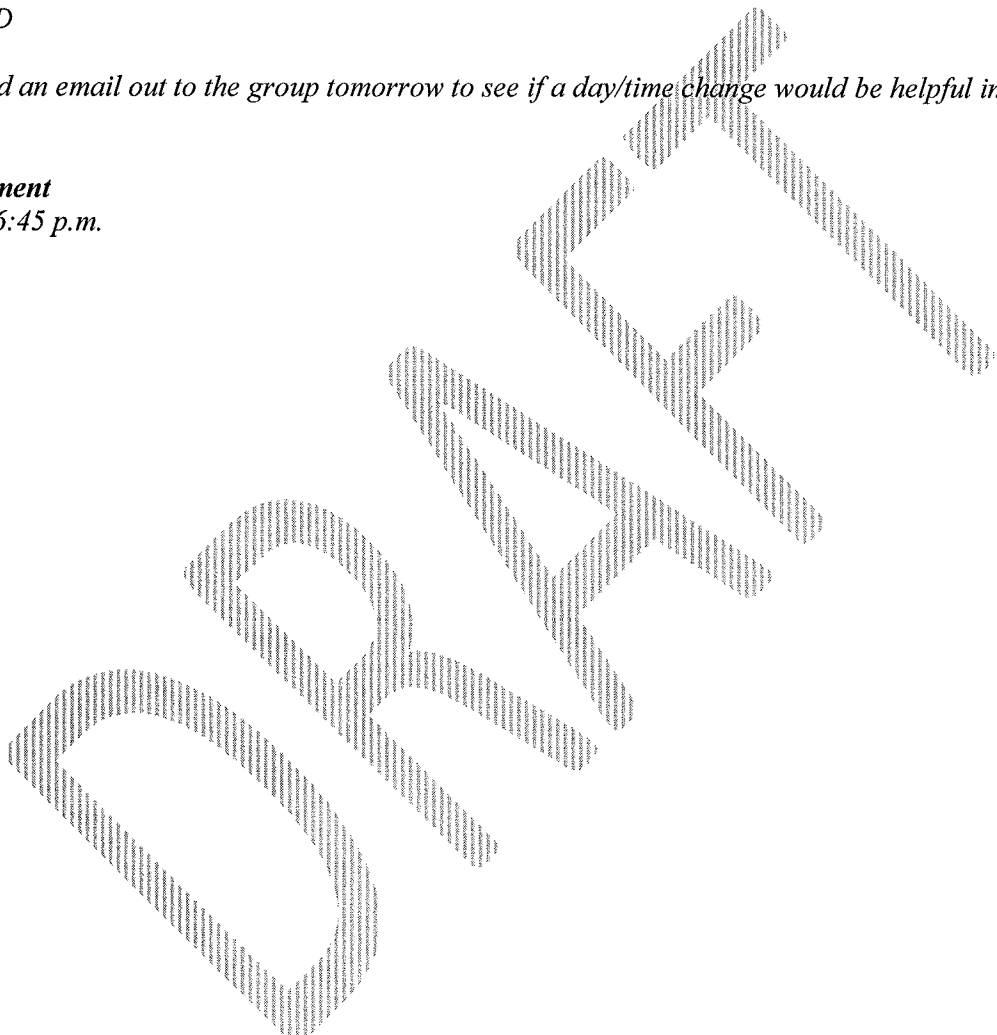 D
d an email out to the group tomorrow to see if a day/time change would be helpful in
ment
6:45 p.m.
DRAFT